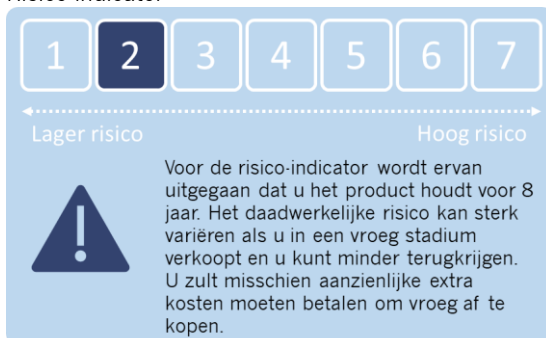 1 2 3 4 5 6 7
Lager risico Hoog risico
Voor de risico-indicator wordt ervan
uitgegaan dat u het product houdt voor 8
jaar. Het daadwerkelijke risico kan sterk
variëren als u in een vroeg stadium
verkoopt en u kunt minder terugkrijgen.
U zult misschien aanzienlijke extra
kosten moeten betalen om vroeg af te
kopen.